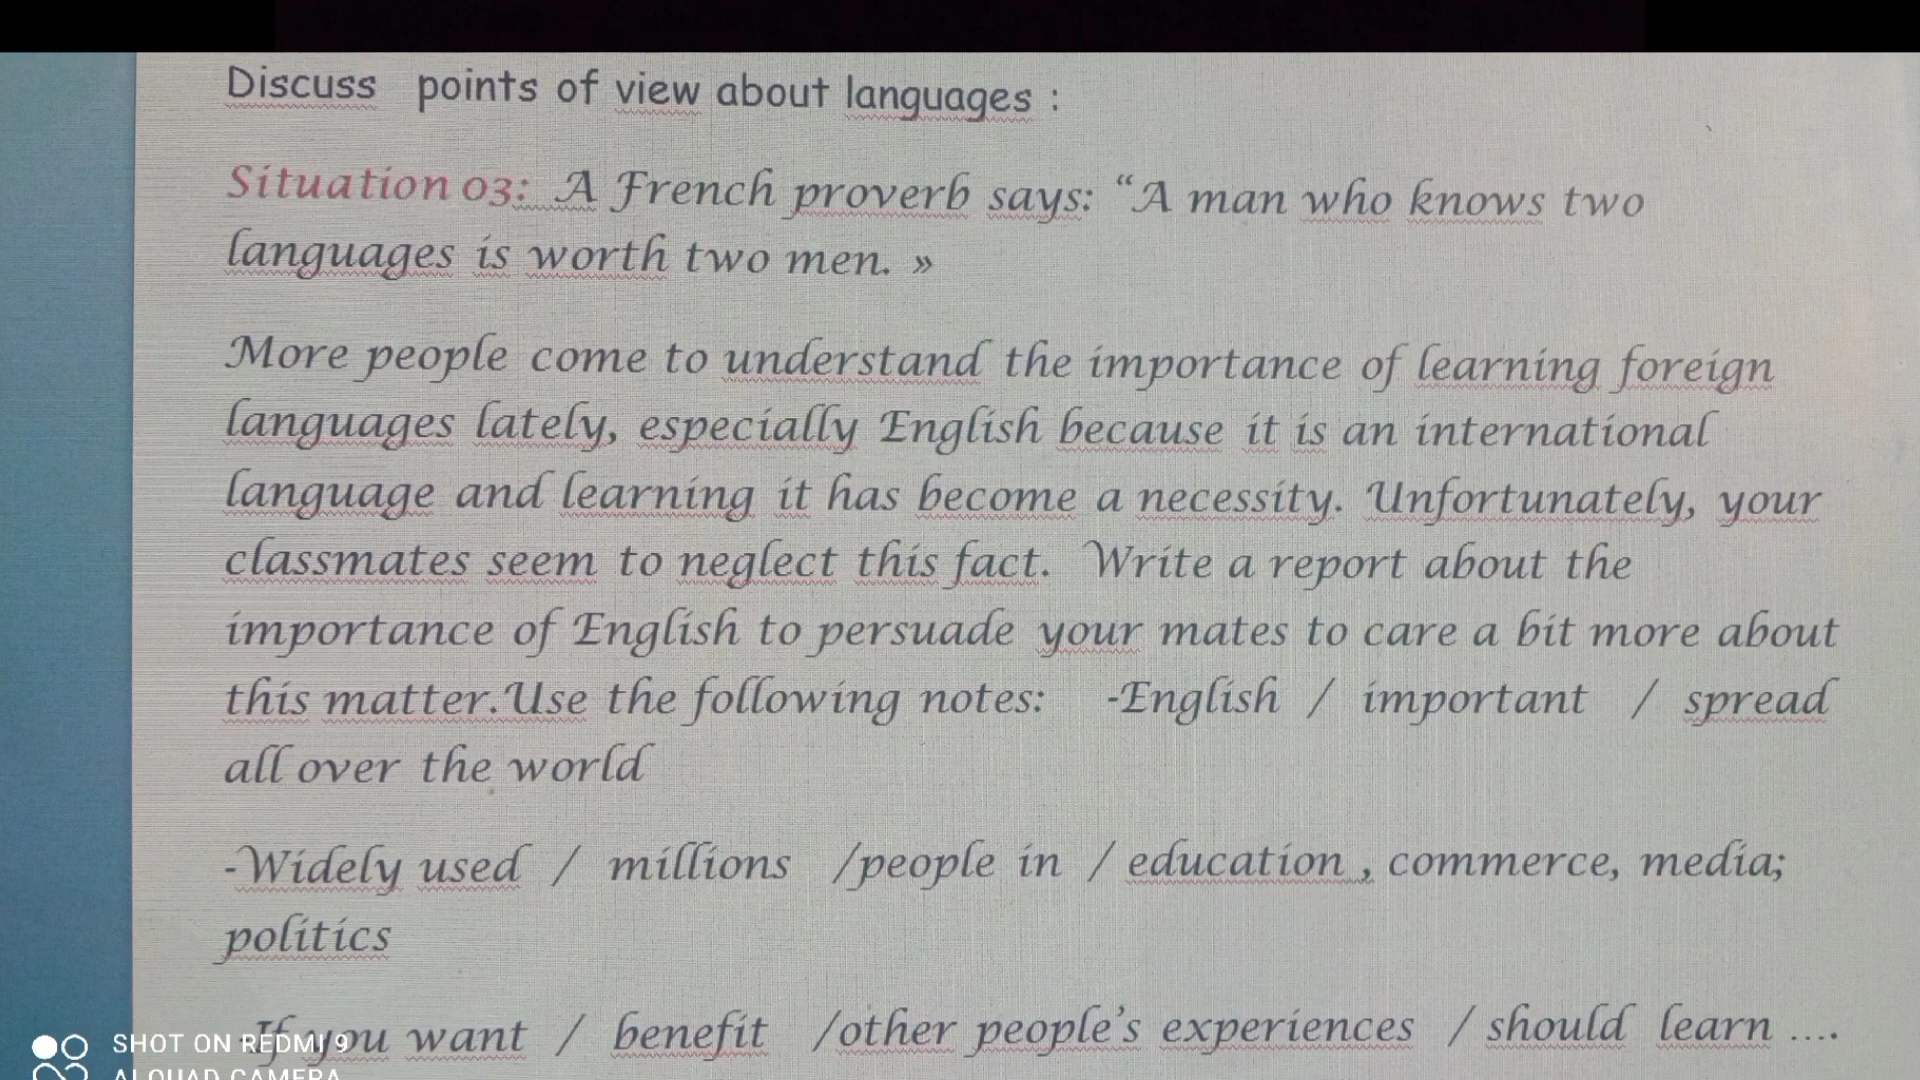 Discuss points of view about languages :
Situation 03: A French proverb says: “A man who knows two
languages is worth two men. »
More people come to understand the importance of learning foreign
languages lately, especially English because it is an international
language and learning it has become a necessity. Unfortunately, your
classmates seem to neglect this fact. Write a report about the
importance of English to persuade your mates to care a bit more about
this matter.Use the following notes: -English / important / spread
all over the world
-Widely used / millions /people in / education , commerce, media;
politics
If you want / benefit /other people's experiences / should learn ....
SHOT ON REDMI 9
AI QUAD CAMERA